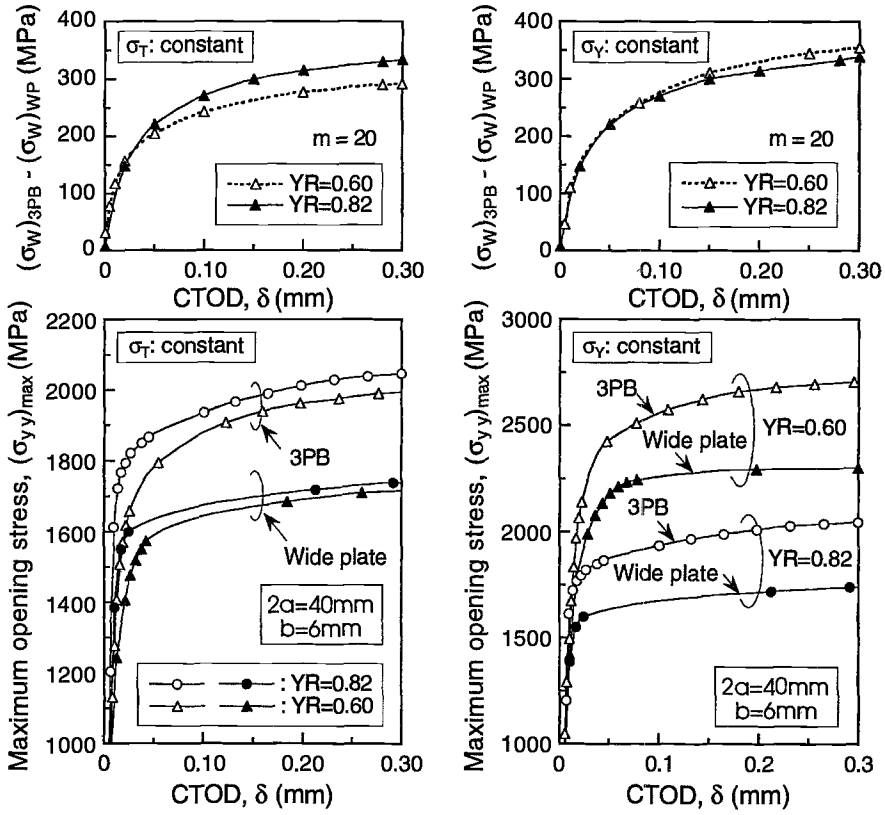 (σW)3PB - (σW)WP (MPa)
400
300
200
100
0
σT: constant
m = 20
YR=0.60
YR=0.82
0
0.10
0.20
0.30
CTOD, δ (mm)
(σW)3PB - (σW)WP (MPa)
400
300
200
100
0
σY: constant
m = 20
YR=0.60
YR=0.82
0
0.10
0.20
0.30
CTOD, δ (mm)
Maximum opening stress, (σyy)max (MPa)
2200
2000
1800
1600
1400
1200
1000
σT: constant
3PB
Wide plate
2a=40mm
b=6mm
: YR=0.82
: YR=0.60
0
0.10
0.20
0.30
CTOD, δ (mm)
Maximum opening stress, (σyy)max (MPa)
3000
2500
2000
1750
1500
1000
σY: constant
3PB
Wide plate
YR=0.60
3PB
Wide plate
YR=0.82
2a=40mm
b=6mm
0
0.1
0.2
0.3
CTOD, δ (mm)